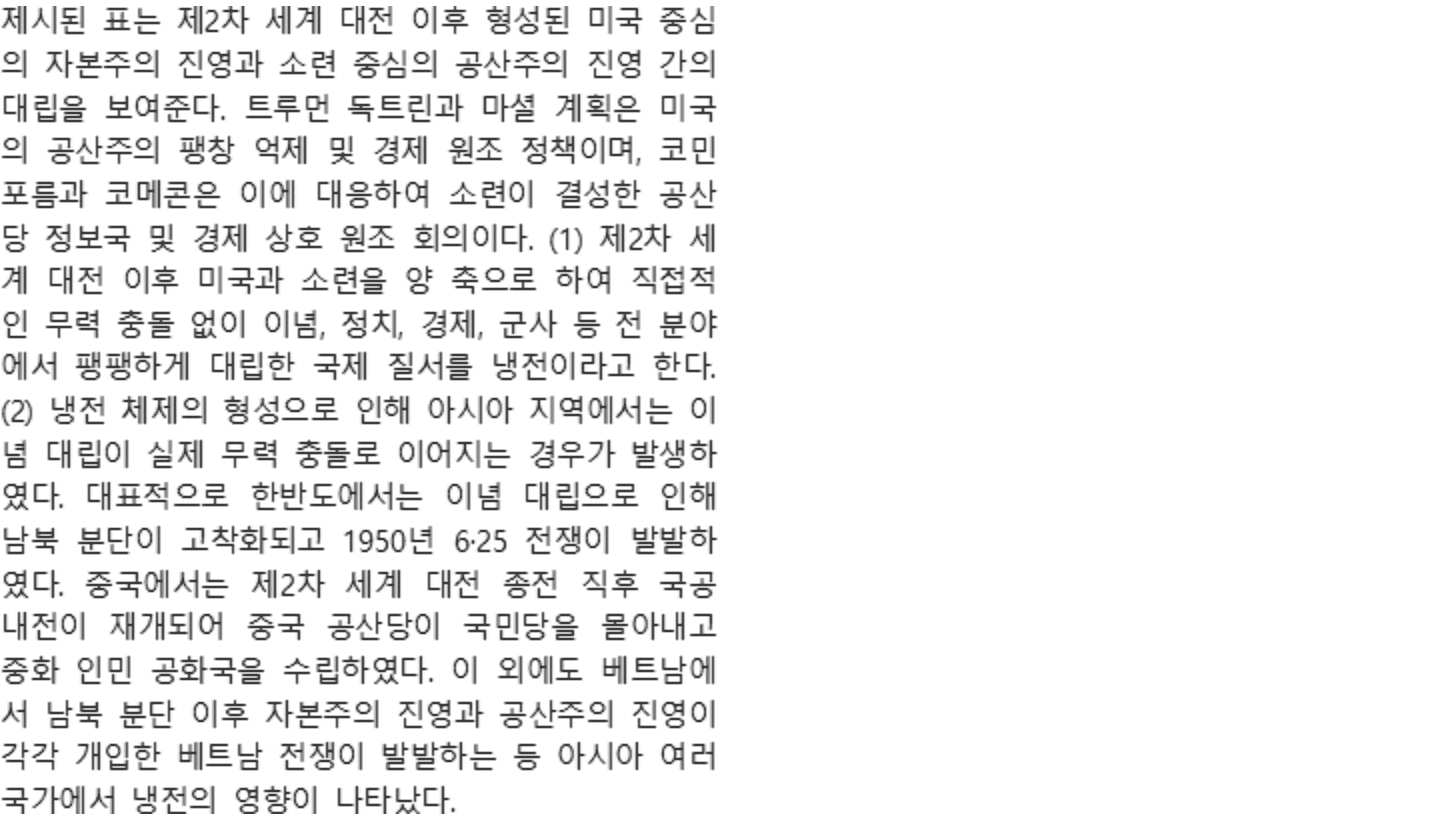 제시된 표는 제2차 세계 대전 이후 형성된 미국 중심
의 자본주의 진영과 소련 중심의 공산주의 진영 간의
대립을 보여준다. 트루먼 독트린과 마셜 계획은 미국
의 공산주의 팽창 억제 및 경제 원조 정책이며, 코민
포름과 코메콘은 이에 대응하여 소련이 결성한 공산
당 정보국 및 경제 상호 원조 회의이다. (1) 제2차 세
계 대전 이후 미국과 소련을 양 축으로 하여 직접적
인 무력 충돌 없이 이념, 정치, 경제, 군사 등 전 분야
에서 팽팽하게 대립한 국제 질서를 냉전이라고 한다.
(2) 냉전 체제의 형성으로 인해 아시아 지역에서는 이
념 대립이 실제 무력 충돌로 이어지는 경우가 발생하
였다. 대표적으로 한반도에서는 이념 대립으로 인해
남북 분단이 고착화되고 1950년 6·25 전쟁이 발발하
였다. 중국에서는 제2차 세계 대전 종전 직후 국공
내전이 재개되어 중국 공산당이 국민당을 몰아내고
중화 인민 공화국을 수립하였다. 이 외에도 베트남에
서 남북 분단 이후 자본주의 진영과 공산주의 진영이
각각 개입한 베트남 전쟁이 발발하는 등 아시아 여러
국가에서 냉전의 영향이 나타났다.